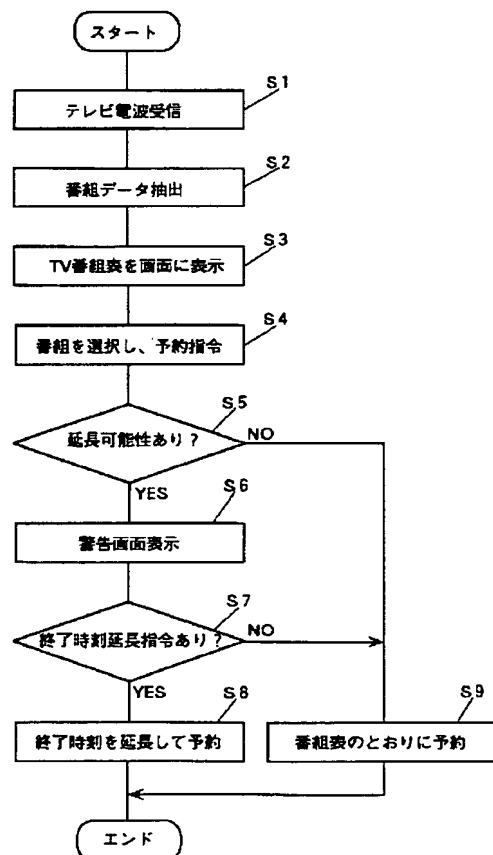 スタート
S1
テレビ電波受信
S2
番組データ抽出
S3
TV番組表を画面に表示
S4
番組を選択し、予約指令
S5
延長可能性あり？
NO
YES
S6
警告画面表示
S7
終了時刻延長指令あり？
NO
YES
S8
終了時刻を延長して予約
S9
番組表のとおりに予約
エンド